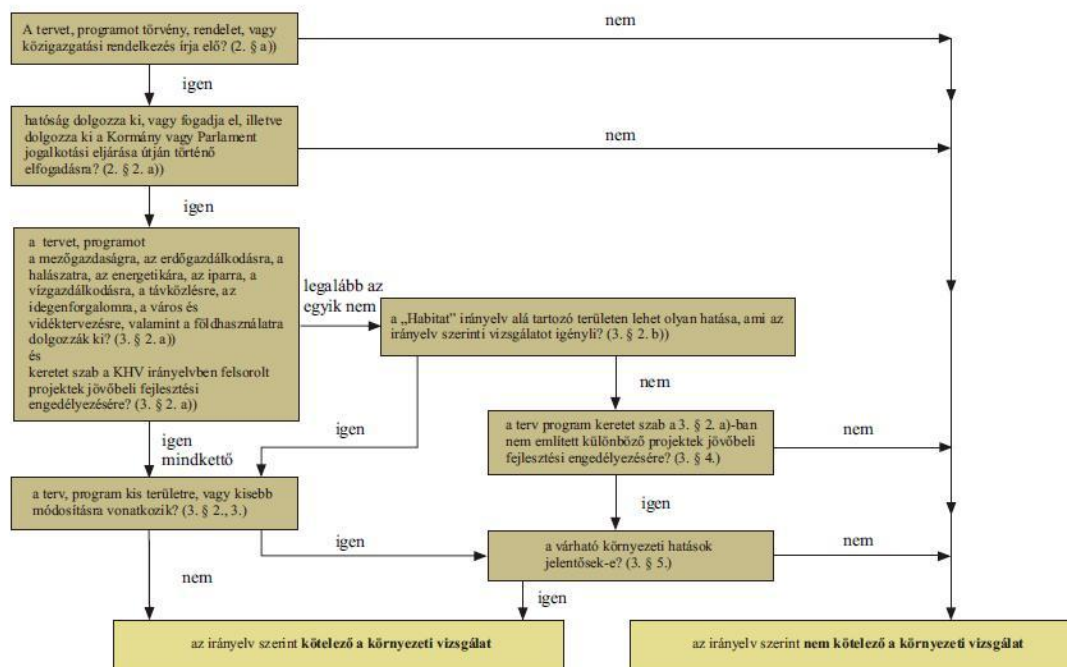 A tervet, programot törvény, rendelet, vagy
közigazgatási rendelkezés írja elő? (2. § a))
nem
igen
hatóság dolgozza ki, vagy fogadja el, illetve
dolgozza ki a Kormány vagy Parlament
jogalkotási eljárása útján történő
elfogadásra? (2. § 2. a))
nem
igen
a tervet, programot
a mezőgazdaságra, az erdőgazdálkodásra, a
halászatra, az energetikára, az iparra, a
vízgazdálkodásra, a távközlésre, az
idegenforgalomra, a város és
vidéktervezésre, valamint a földhasználatra
dolgozzák ki? (3. § 2. a))
és
keretet szab a KHV irányelvben felsorolt
projektek jövőbeli fejlesztési
engedélyezésére? (3. § 2. a))
legalább az
egyik nem
a „Habitat” irányelv alá tartozó területen lehet olyan hatása, ami az
irányelv szerinti vizsgálatot igényli? (3. § 2. b))
nem
igen
igen
mindkettő
a terv program keretet szab a 3. § 2. a)-ban
nem említett különböző projektek jövőbeli
fejlesztési engedélyezésére? (3. § 4.)
nem
a terv, program kis területre, vagy kisebb
módosításra vonatkozik? (3. § 2., 3.)
igen
igen
a várható környezeti hatások
jelentősek-e? (3. § 5.)
nem
nem
igen
az irányelv szerint kötelező a környezeti vizsgálat
az irányelv szerint nem kötelező a környezeti vizsgálat